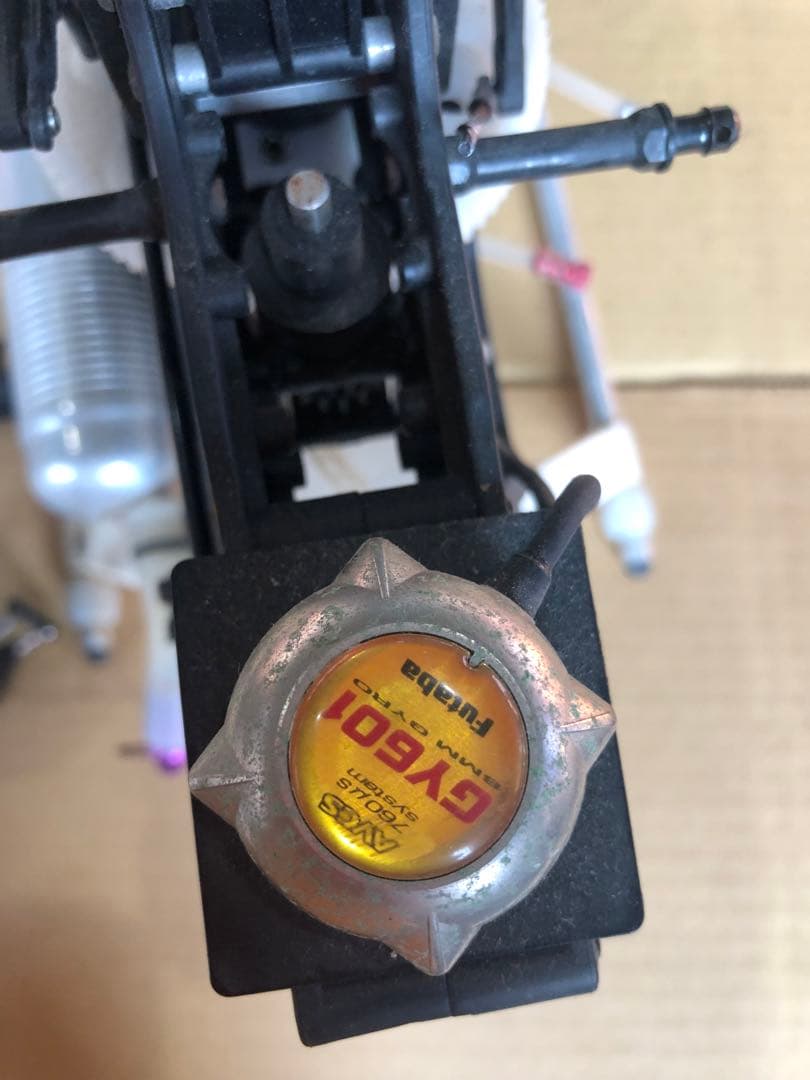 Futaba
SMM GYRO
GY601
AVCS
760μs
system